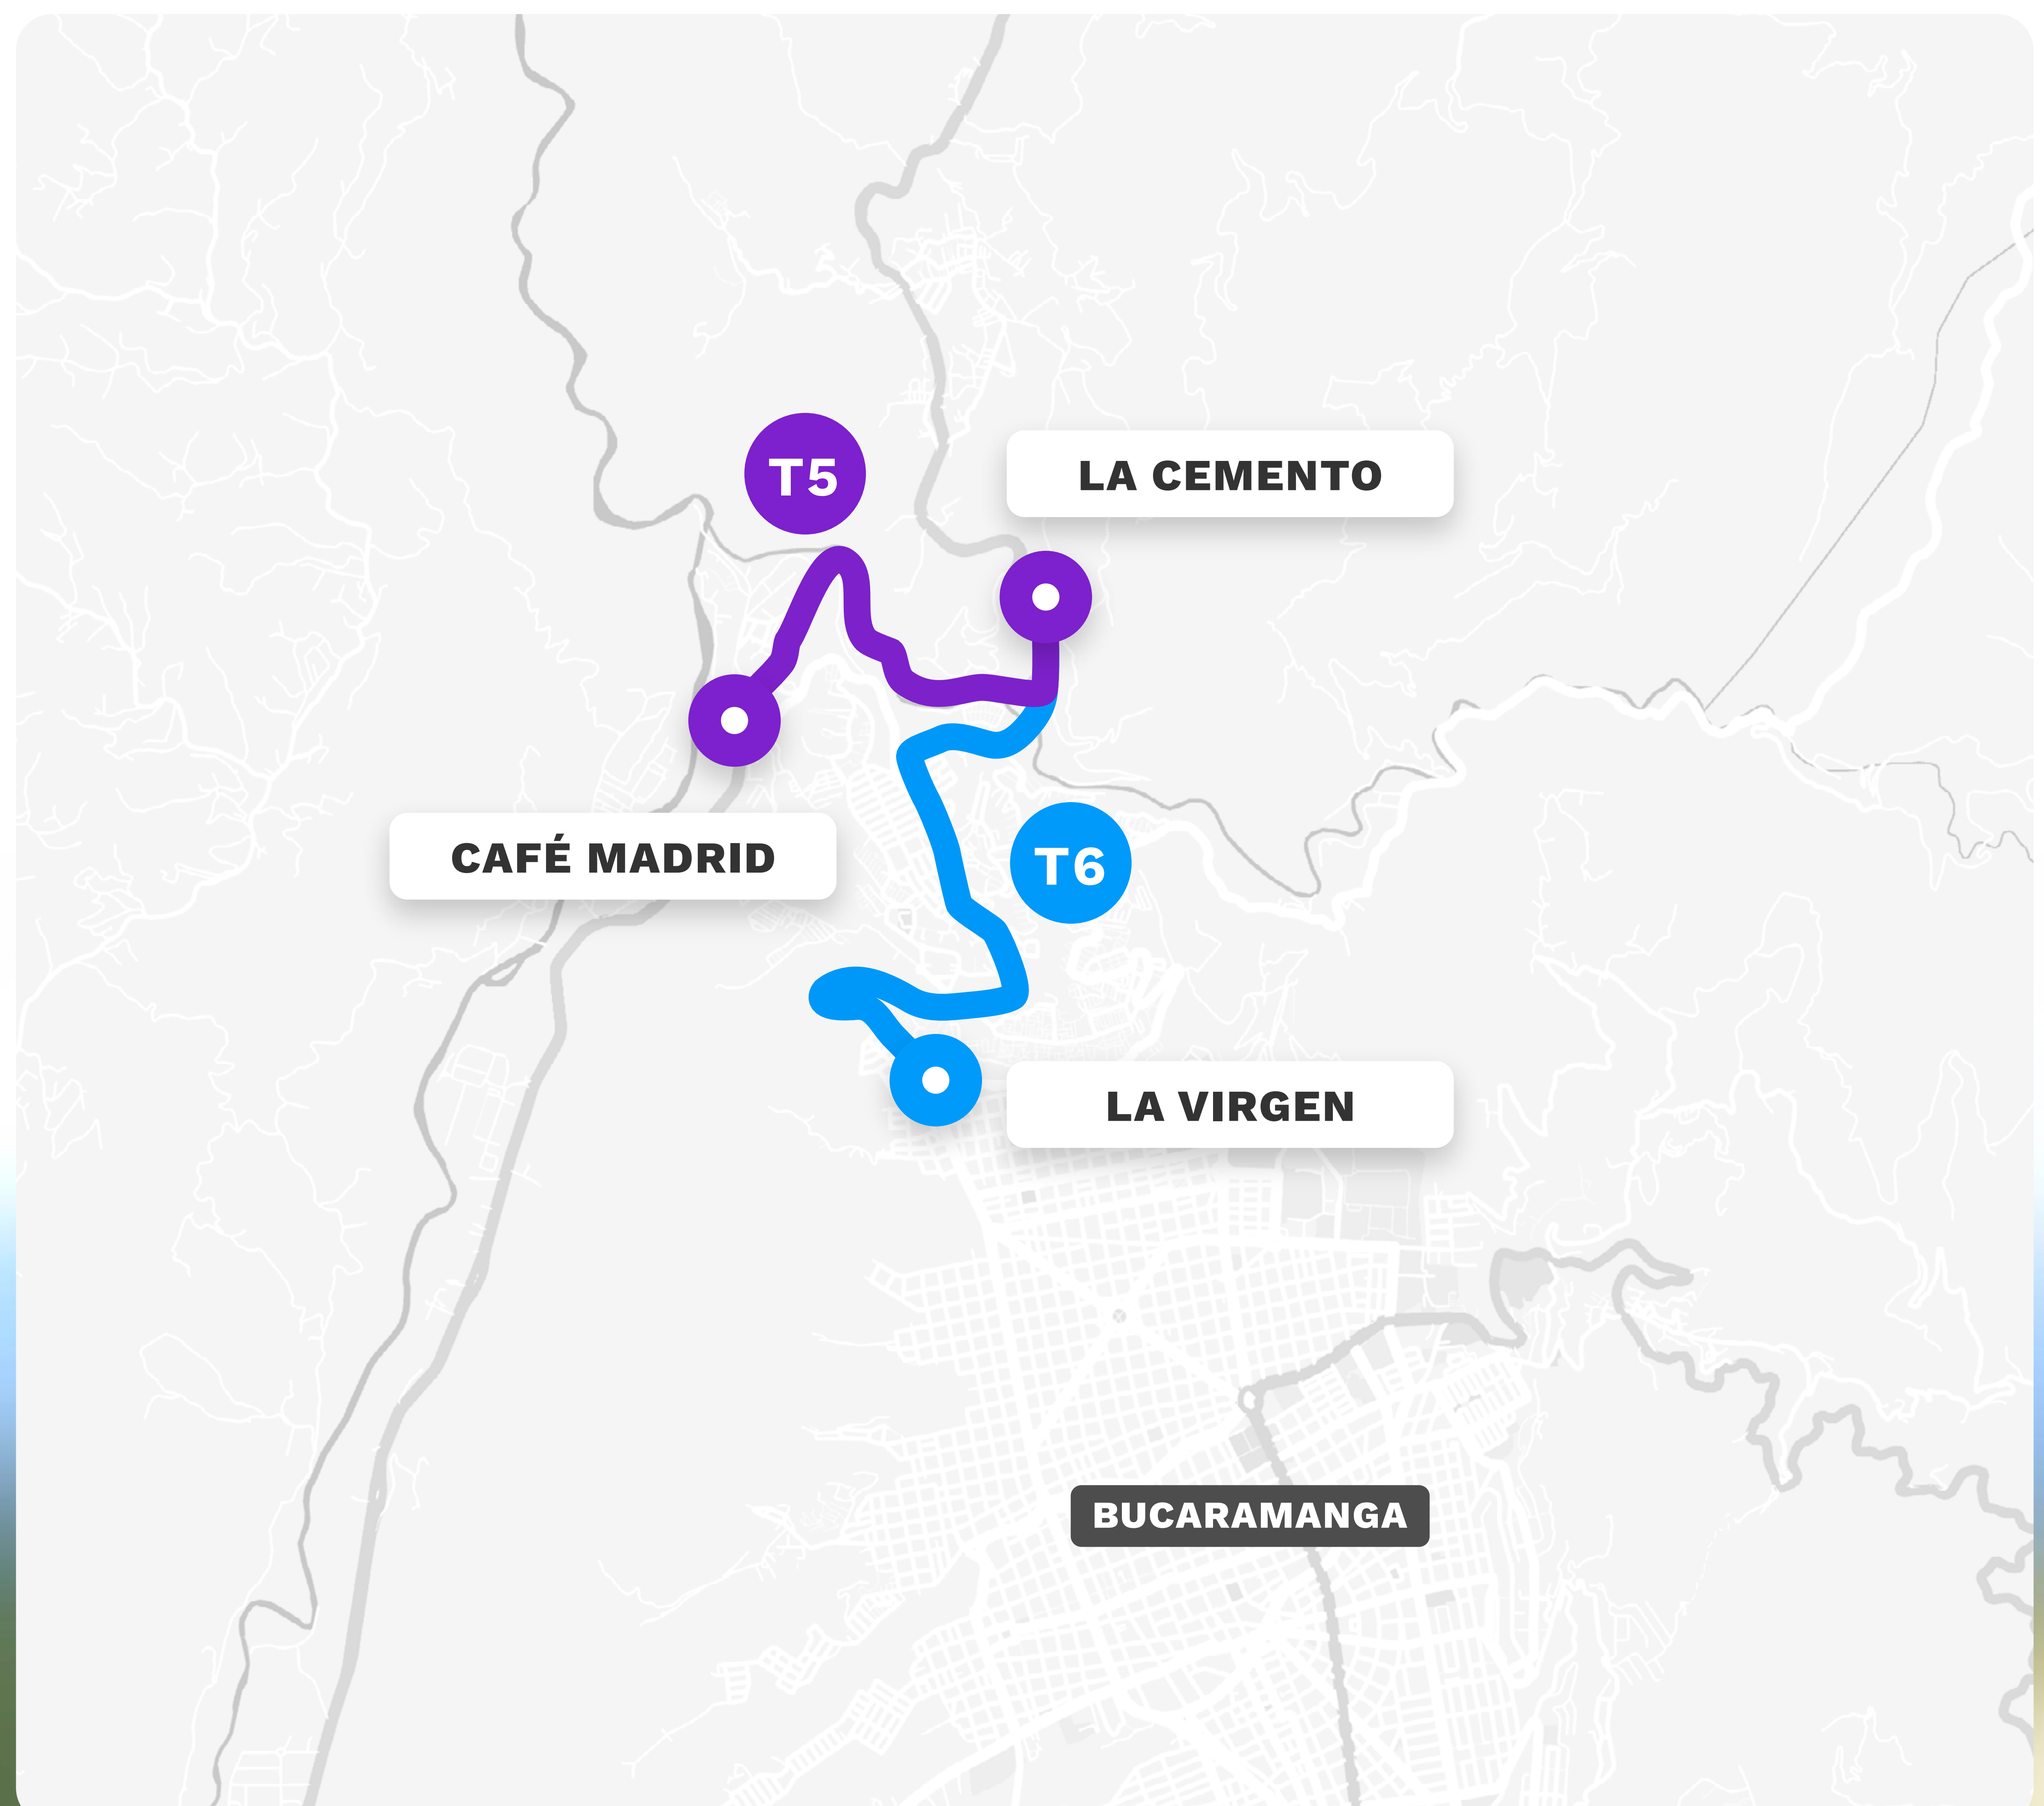 T5
LA CEMENTO
CAFÉ MADRID
T6
LA VIRGEN
BUCARAMANGA